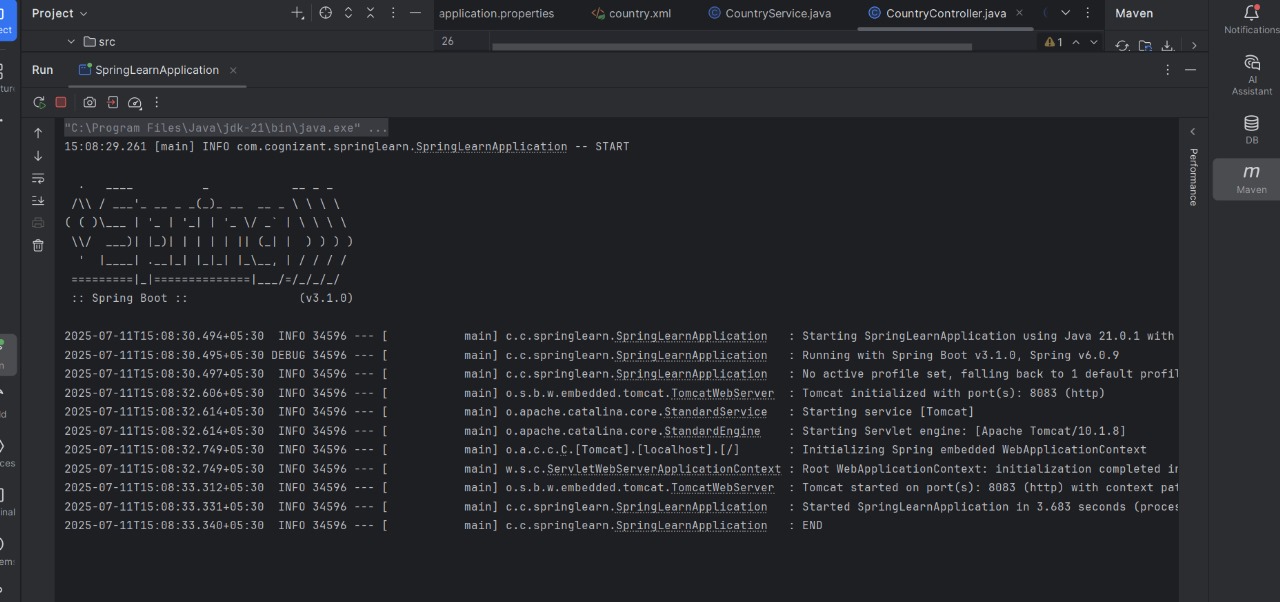 Project
application.properties
country.xml
CountryService.java
CountryController.java
Maven
Notifications
src
26
1
Run
SpringLearnApplication
AI
Assistant
DB
Maven
Performance
"C:\Program Files\Java\jdk-21\bin\java.exe" ...
15:08:29.261 [main] INFO com.cognizant.springlearn.SpringLearnApplication -- START
  .   ____          _            __ _ _
 /\\ / ___'_ __ _ _(_)_ __  __ _ \ \ \ \
( ( )\___ | '_ | '_| | '_ \/ _` | \ \ \ \
 \\/  ___)| |_)| | | | | || (_| |  ) ) ) )
  '  |____| .__|_| |_|_| |_\__, | / / / /
 =========|_|==============|___/=/_/_/_/
 :: Spring Boot ::                (v3.1.0)
2025-07-11T15:08:30.494+05:30  INFO 34596 --- [           main] c.c.springlearn.SpringLearnApplication   : Starting SpringLearnApplication using Java 21.0.1 with
2025-07-11T15:08:30.495+05:30 DEBUG 34596 --- [           main] c.c.springlearn.SpringLearnApplication   : Running with Spring Boot v3.1.0, Spring v6.0.9
2025-07-11T15:08:30.497+05:30  INFO 34596 --- [           main] c.c.springlearn.SpringLearnApplication   : No active profile set, falling back to 1 default profil
2025-07-11T15:08:32.606+05:30  INFO 34596 --- [           main] o.s.b.w.embedded.tomcat.TomcatWebServer  : Tomcat initialized with port(s): 8083 (http)
2025-07-11T15:08:32.614+05:30  INFO 34596 --- [           main] o.apache.catalina.core.StandardService   : Starting service [Tomcat]
2025-07-11T15:08:32.614+05:30  INFO 34596 --- [           main] o.apache.catalina.core.StandardEngine    : Starting Servlet engine: [Apache Tomcat/10.1.8]
2025-07-11T15:08:32.749+05:30  INFO 34596 --- [           main] o.a.c.c.C.[Tomcat].[localhost].[/]       : Initializing Spring embedded WebApplicationContext
2025-07-11T15:08:32.749+05:30  INFO 34596 --- [           main] w.s.c.ServletWebServerApplicationContext : Root WebApplicationContext: initialization completed in
2025-07-11T15:08:33.312+05:30  INFO 34596 --- [           main] o.s.b.w.embedded.tomcat.TomcatWebServer  : Tomcat started on port(s): 8083 (http) with context pat
2025-07-11T15:08:33.331+05:30  INFO 34596 --- [           main] c.c.springlearn.SpringLearnApplication   : Started SpringLearnApplication in 3.683 seconds (proces
2025-07-11T15:08:33.340+05:30  INFO 34596 --- [           main] c.c.springlearn.SpringLearnApplication   : END